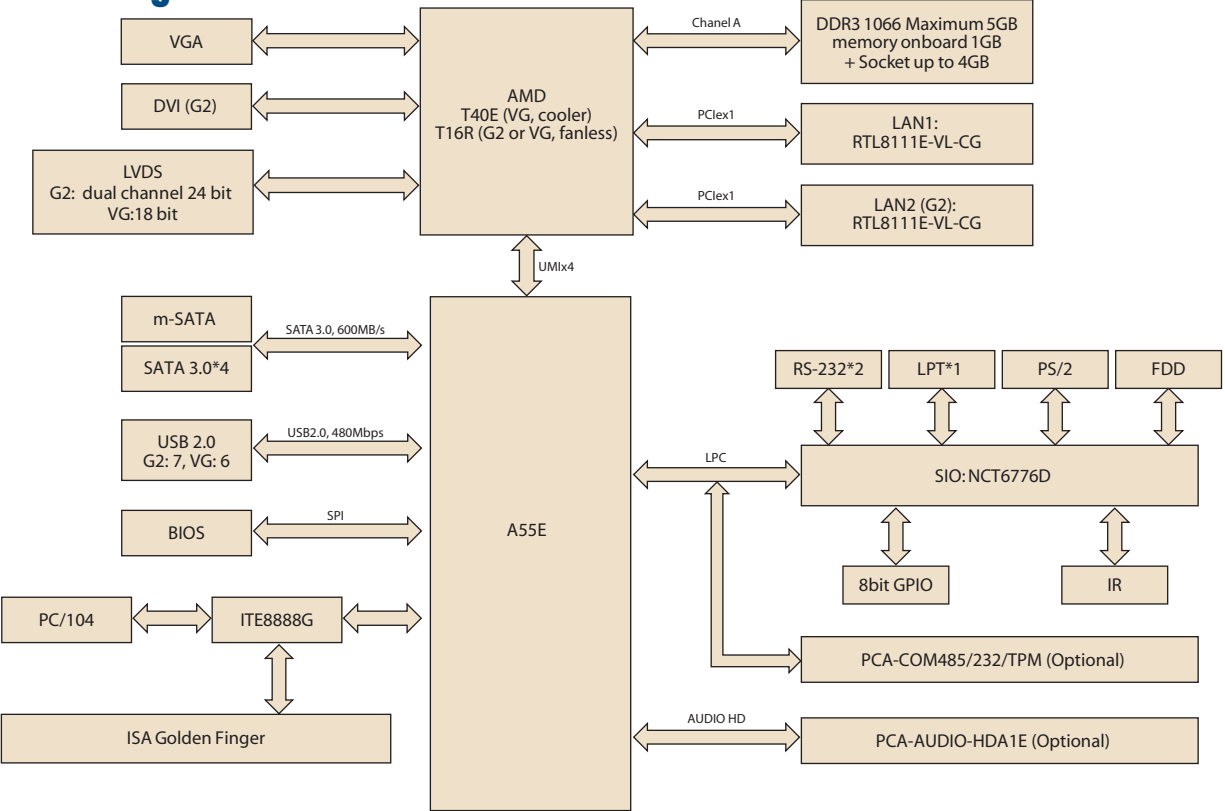 VGA
DVI (G2)
LVDS
G2: dual channel 24 bit
VG:18 bit
AMD
T40E (VG, cooler)
T16R (G2 or VG, fanless)
Chanel A
DDR3 1066 Maximum 5GB
memory onboard 1GB
+ Socket up to 4GB
PCIex1
LAN1:
RTL8111E-VL-CG
PCIex1
LAN2 (G2):
RTL8111E-VL-CG
UMIx4
m-SATA
SATA 3.0*4
SATA 3.0, 600MB/s
USB 2.0
G2: 7, VG: 6
USB2.0, 480Mbps
BIOS
SPI
PC/104
ITE8888G
ISA Golden Finger
A55E
RS-232*2
LPT*1
PS/2
FDD
LPC
SIO: NCT6776D
8bit GPIO
IR
PCA-COM485/232/TPM (Optional)
AUDIO HD
PCA-AUDIO-HDA1E (Optional)